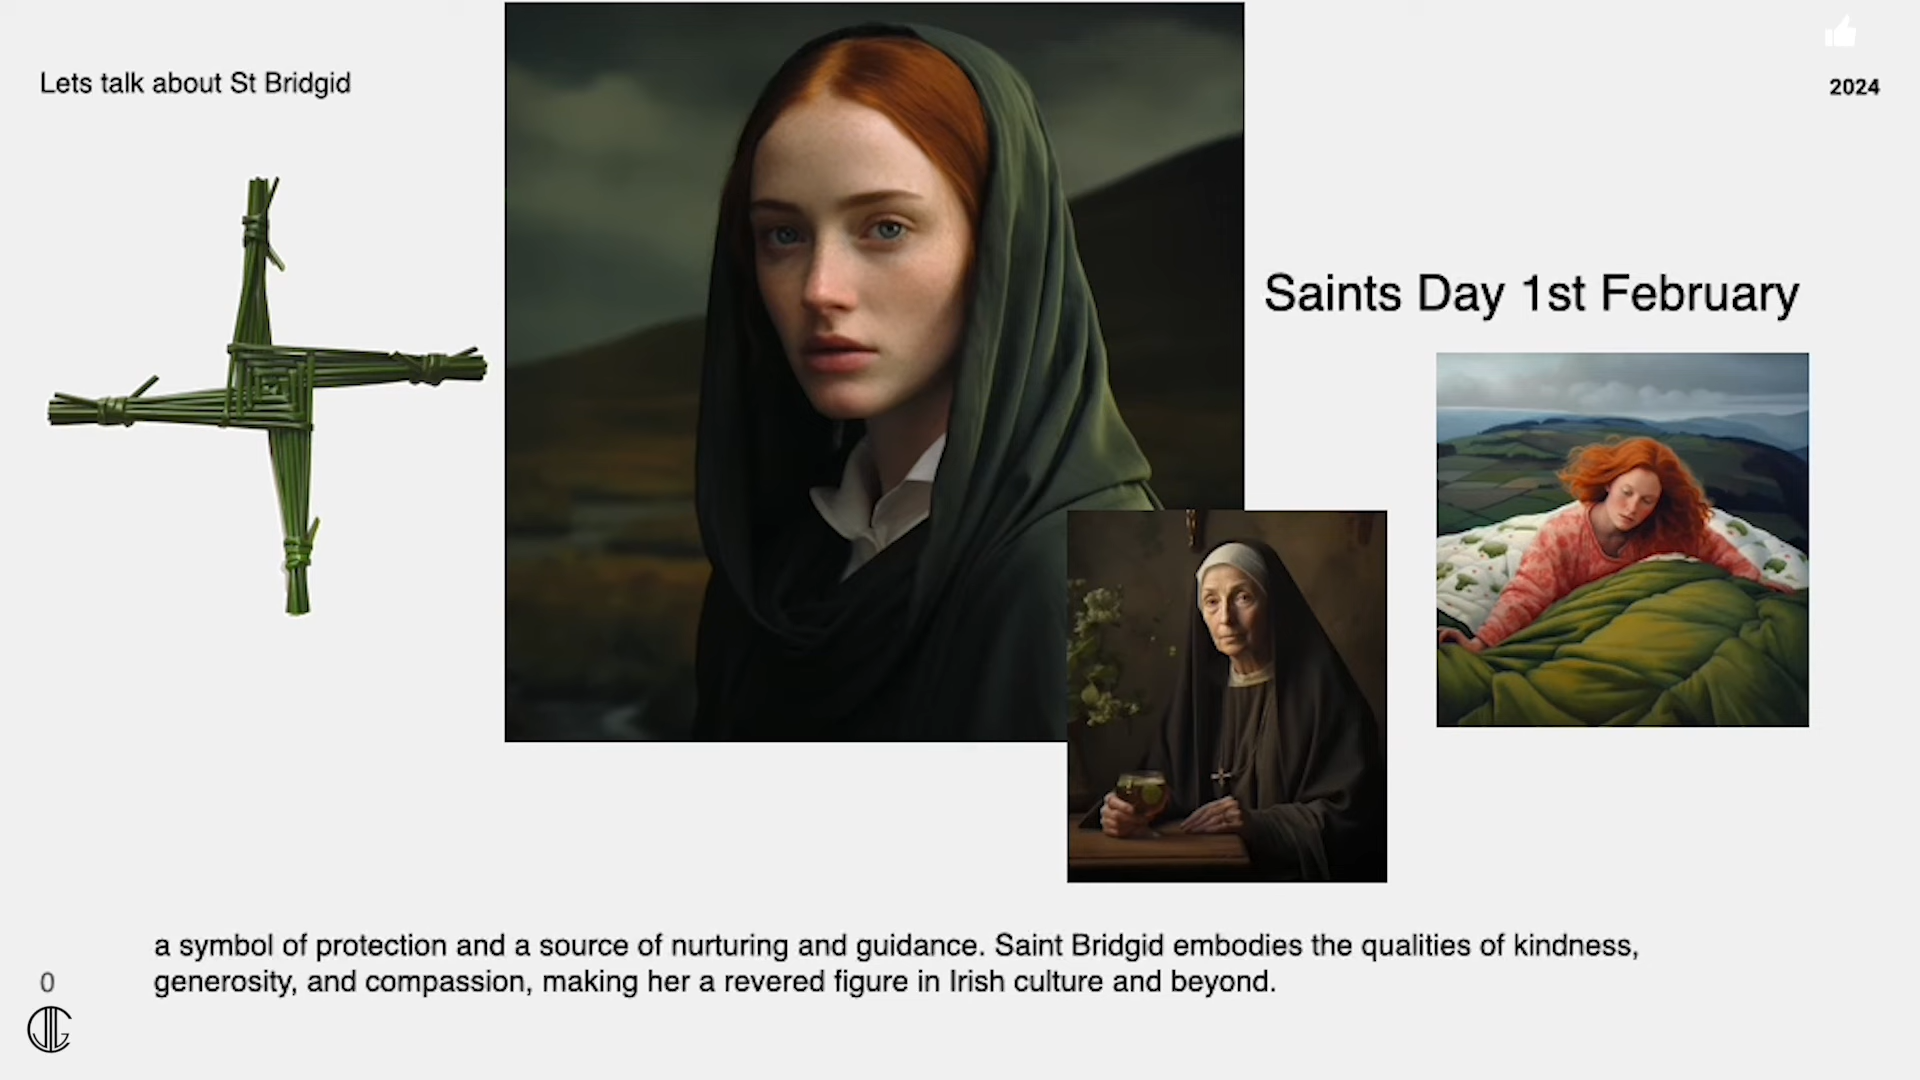 Lets talk about St Bridgid
2024
Saints Day 1st February
a symbol of protection and a source of nurturing and guidance. Saint Bridgid embodies the qualities of kindness,
generosity, and compassion, making her a revered figure in Irish culture and beyond.
0